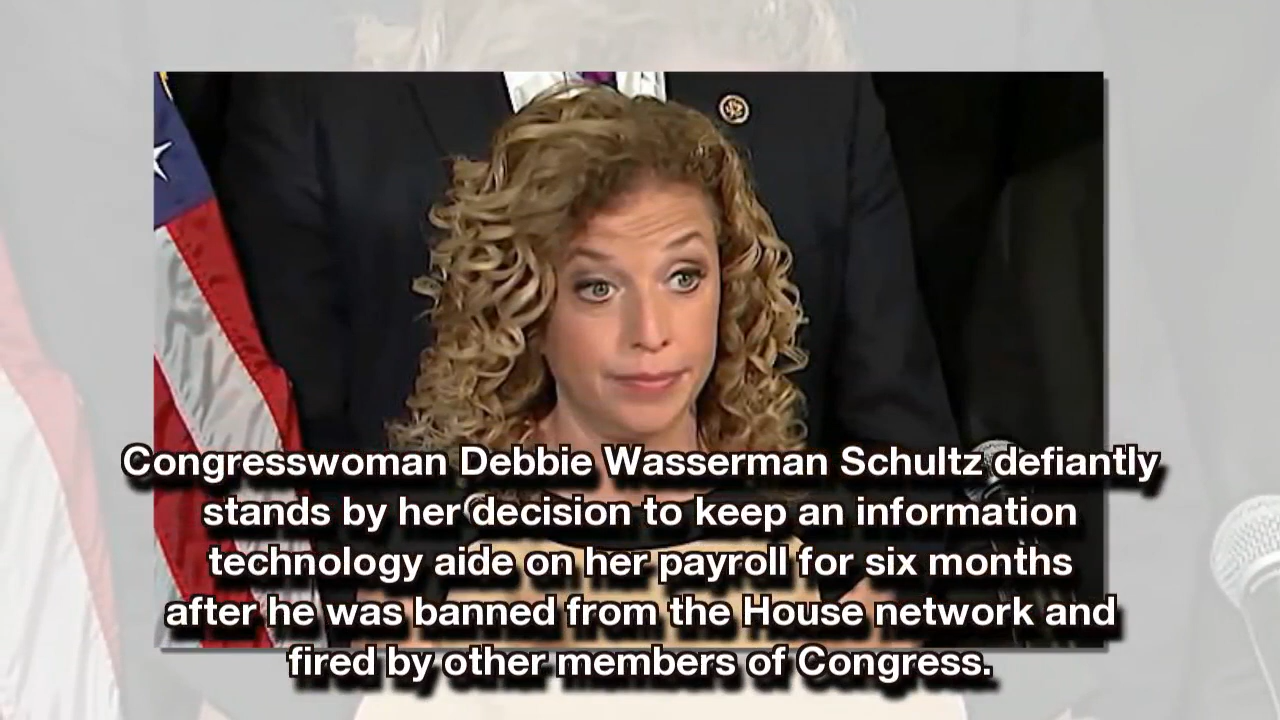 Congresswoman Debbie Wasserman Schultz defiantly
stands by her decision to keep an information
technology aide on her payroll for six months
after he was banned from the House network and
fired by other members of Congress.